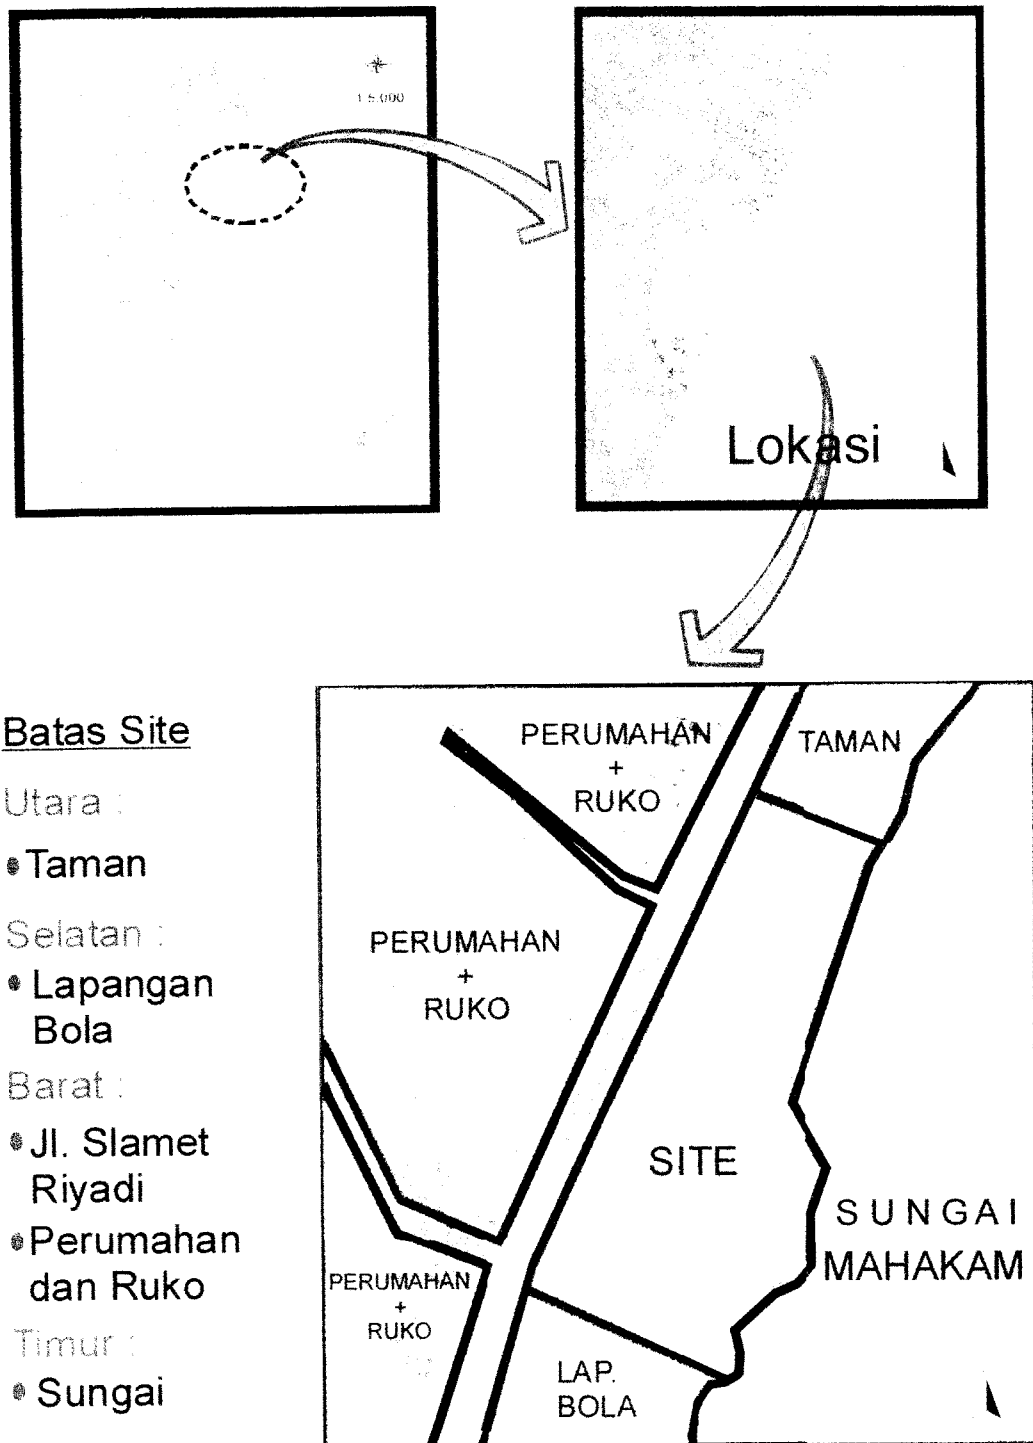 1:5.000
Lokasi
Batas Site
Utara :
Taman
Selatan :
Lapangan
Bola
Barat :
Jl. Slamet
Riyadi
Perumahan
dan Ruko
Timur :
Sungai
PERUMAHAN
+
RUKO
TAMAN
PERUMAHAN
+
RUKO
SITE
SUNGAI
MAHAKAM
PERUMAHAN
+
RUKO
LAP.
BOLA